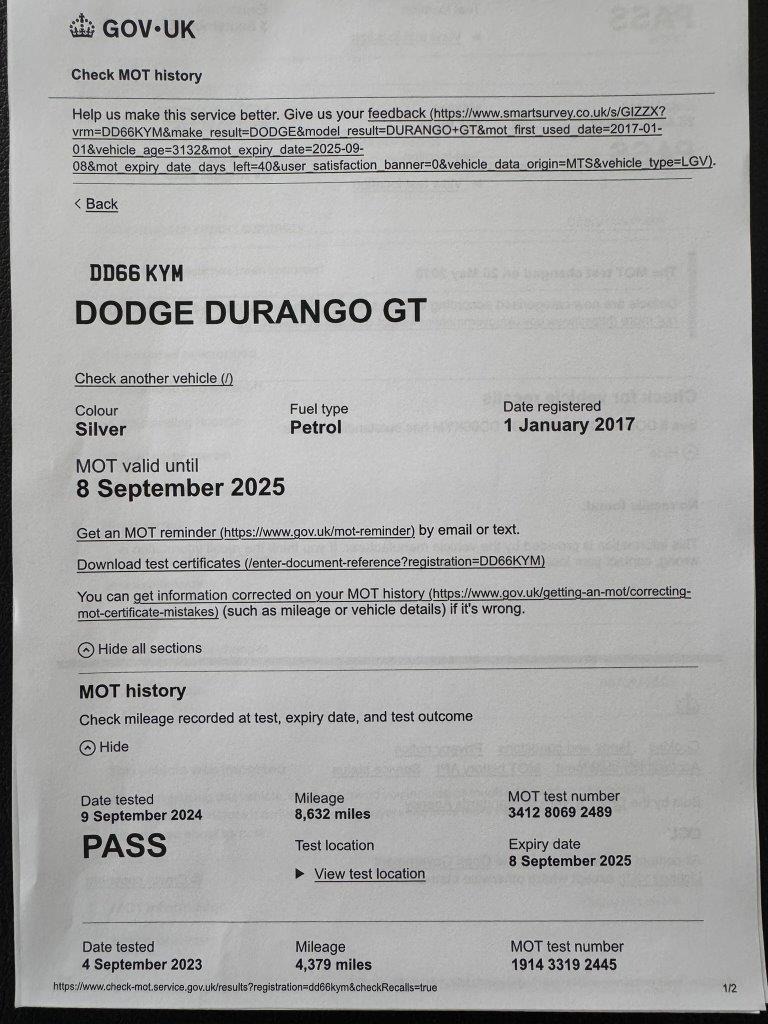 GOV•UK
Check MOT history
Help us make this service better. Give us your feedback (https://www.smartsurvey.co.uk/s/GIZZX?
vrm=DD66KYM&make_result=DODGE&model_result=DURANGO+GT&mot_first_used_date=2017-01-
01&vehicle_age=3132&mot_expiry_date=2025-09-
08&mot_expiry_date_days_left=40&user_satisfaction_banner=0&vehicle_data_origin=MTS&vehicle_type=LGV).
< Back
DD66 KYM
DODGE DURANGO GT
Check another vehicle (/)
Colour Fuel type Date registered
Silver Petrol 1 January 2017
MOT valid until
8 September 2025
Get an MOT reminder (https://www.gov.uk/mot-reminder) by email or text.
Download test certificates (/enter-document-reference?registration=DD66KYM)
You can get information corrected on your MOT history (https://www.gov.uk/getting-an-mot/correcting-
mot-certificate-mistakes) (such as mileage or vehicle details) if it's wrong.
Hide all sections
MOT history
Check mileage recorded at test, expiry date, and test outcome
Hide
Date tested Mileage MOT test number
9 September 2024 8,632 miles 3412 8069 2489
PASS Test location Expiry date
8 September 2025
▶ View test location
Date tested Mileage MOT test number
4 September 2023 4,379 miles 1914 3319 2445
https://www.check-mot.service.gov.uk/results?registration=dd66kym&checkRecalls=true 1/2